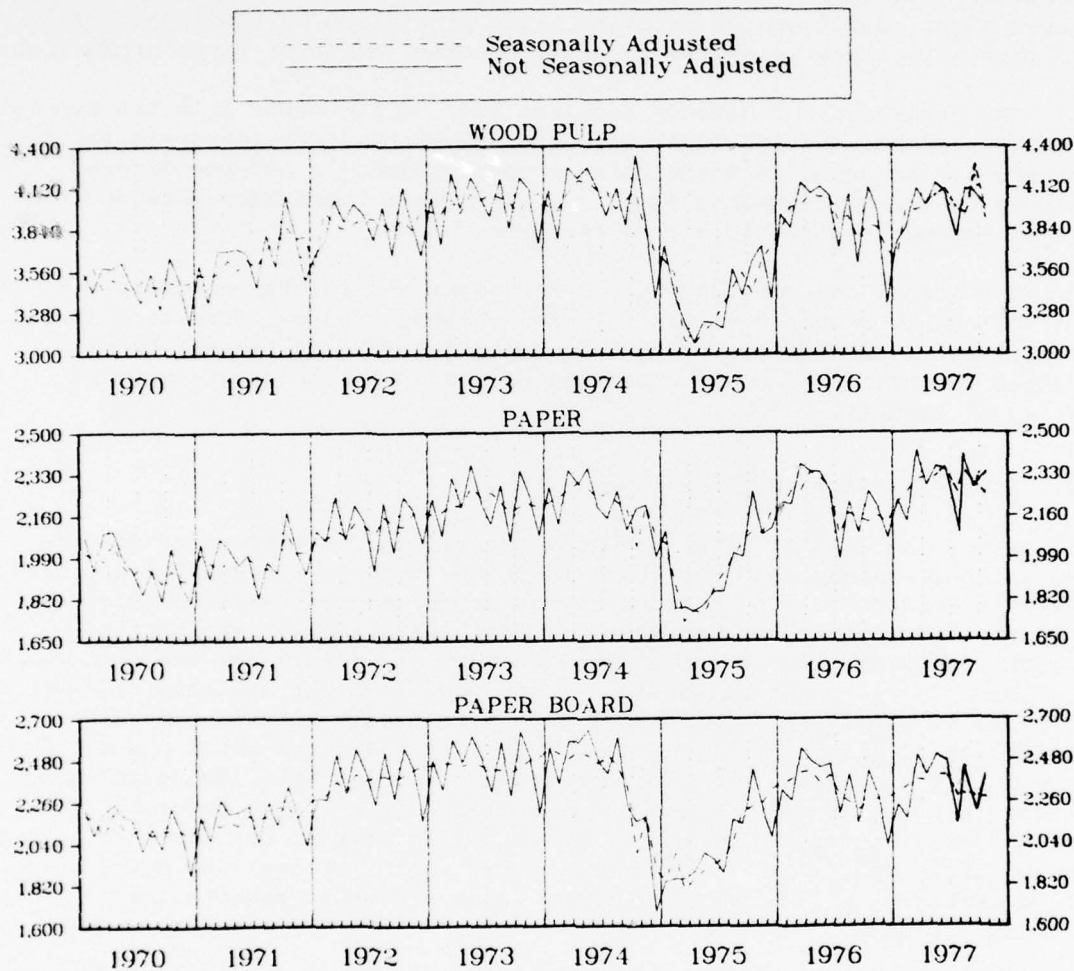 Seasonally Adjusted
Not Seasonally Adjusted
WOOD PULP
4,400 4,400
4,120 4,120
3,840 3,840
3,560 3,560
3,280 3,280
3,000 3,000
1970 1971 1972 1973 1974 1975 1976 1977
PAPER
2,500 2,500
2,330 2,330
2,160 2,160
1,990 1,990
1,820 1,820
1,650 1,650
1970 1971 1972 1973 1974 1975 1976 1977
PAPER BOARD
2,700 2,700
2,480 2,480
2,260 2,260
2,040 2,040
1,820 1,820
1,600 1,600
1970 1971 1972 1973 1974 1975 1976 1977